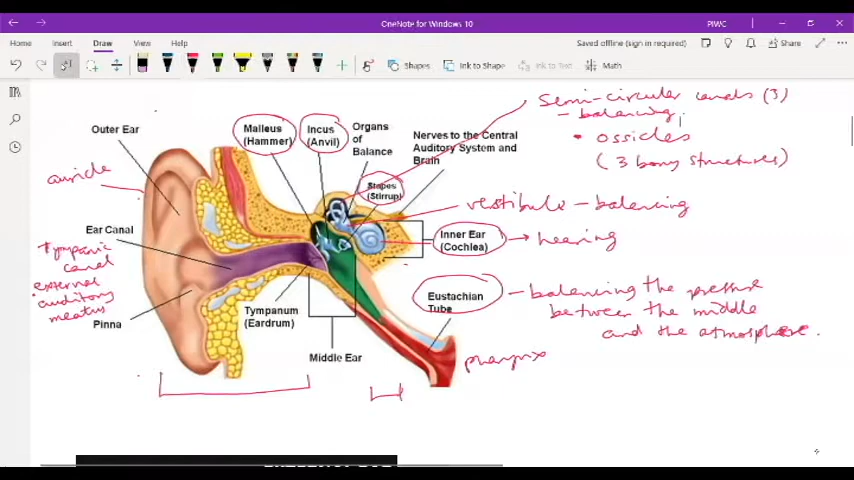 OneNote for Windows 10
PIWC
Home
Insert
Draw
View
Help
Saved offline (sign in required)
Share
Shapes
Ink to Shape
Ink to Text
Math
Semi-circular canals (3)
- balancing
• ossicles
(3 bony structures)
Outer Ear
Malleus
(Hammer)
Incus
(Anvil)
Organs
of
Balance
Nerves to the Central
Auditory System and
Brain
auricle
Stapes
(Stirrup)
vestibule - balancing
Ear Canal
Inner Ear
(Cochlea)
→ hearing
Tympanic
canal
external
auditory
meatus
Pinna
Tympanum
(Eardrum)
Eustachian
Tube
- balancing the pressure
between the middle
and the atmosphere.
Middle Ear
pharynx